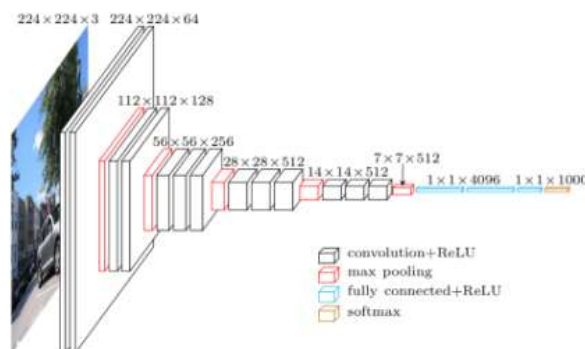 224×224×3
224×224×64
112×112×128
56×56×256
28×28×512
14×14×512
7×7×512
1×1×4096
1×1×1000
convolution+ReLU
max pooling
fully connected+ReLU
softmax